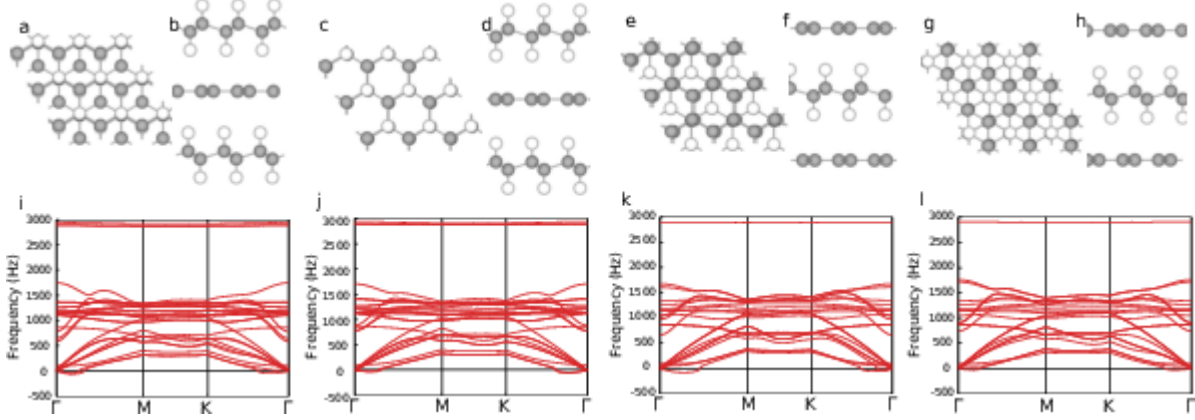 a b c d e f g h
i j k l
3000 3000 3000 3000
2500 2500 2500 2500
2000 2000 2000 2000
1500 1500 1500 1500
1000 1000 1000 1000
500 500 500 500
0 0 0 0
-500 -500 -500 -500
Frequency (Hz) Frequency (Hz) Frequency (Hz) Frequency (Hz)
Γ M K Γ Γ M K Γ Γ M K Γ Γ M K Γ